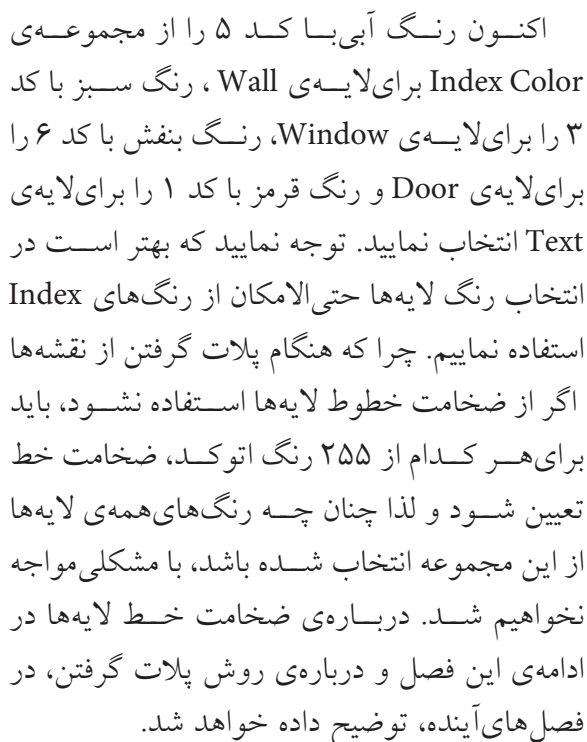 اکنون رنگ آبی‌با کد ۵ را از مجموعه‌ی
Index Color برای‌لایه‌ی Wall ، رنگ سبز با کد
۳ را برای‌لایه‌ی Window، رنگ بنفش با کد ۶ را
برای‌لایه‌ی Door و رنگ قرمز با کد ۱ را برای‌لایه‌ی
Text انتخاب نمایید. توجه نمایید که بهتر است در
انتخاب رنگ لایه‌ها حتی‌الامکان از رنگ‌های Index
استفاده نماییم. چرا که هنگام پلات گرفتن از نقشه‌ها
اگر از ضخامت خطوط لایه‌ها استفاده نشود، باید
برای‌هر کدام از ۲۵۵ رنگ اتوکد، ضخامت خط
تعیین شود و لذا چنان چه رنگ‌های‌همه‌ی لایه‌ها
از این مجموعه انتخاب شده باشد، با مشکلی‌مواجه
نخواهیم شد. درباره‌ی ضخامت خط لایه‌ها در
ادامه‌ی این فصل و درباره‌ی روش پلات گرفتن، در
فصل‌های‌آینده، توضیح داده خواهد شد.